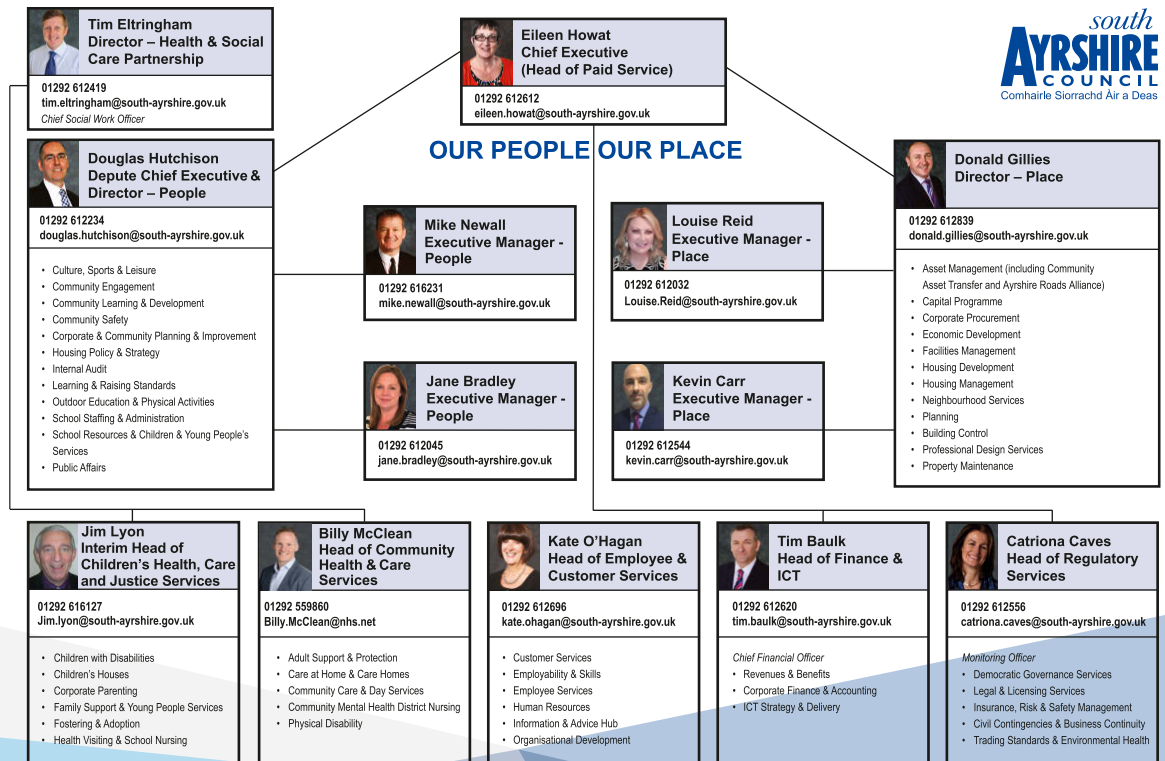 Tim Eltringham
Director – Health & Social
Care Partnership
01292 612419
tim.eltringham@south-ayrshire.gov.uk
Chief Social Work Officer
Eileen Howat
Chief Executive
(Head of Paid Service)
01292 612612
eileen.howat@south-ayrshire.gov.uk
south
AYRSHIRE
COUNCIL
Comhairle Siorrachd Àir a Deas
OUR PEOPLE OUR PLACE
Douglas Hutchison
Depute Chief Executive &
Director – People
01292 612234
douglas.hutchison@south-ayrshire.gov.uk
• Culture, Sports & Leisure
• Community Engagement
• Community Learning & Development
• Community Safety
• Corporate & Community Planning & Improvement
• Housing Policy & Strategy
• Internal Audit
• Learning & Raising Standards
• Outdoor Education & Physical Activities
• School Staffing & Administration
• School Resources & Children & Young People's
Services
• Public Affairs
Mike Newall
Executive Manager -
People
01292 616231
mike.newall@south-ayrshire.gov.uk
Jane Bradley
Executive Manager -
People
01292 612045
jane.bradley@south-ayrshire.gov.uk
Louise Reid
Executive Manager -
Place
01292 612032
Louise.Reid@south-ayrshire.gov.uk
Kevin Carr
Executive Manager -
Place
01292 612544
kevin.carr@south-ayrshire.gov.uk
Donald Gillies
Director – Place
01292 612839
donald.gillies@south-ayrshire.gov.uk
• Asset Management (including Community
Asset Transfer and Ayrshire Roads Alliance)
• Capital Programme
• Corporate Procurement
• Economic Development
• Facilities Management
• Housing Development
• Housing Management
• Neighbourhood Services
• Planning
• Building Control
• Professional Design Services
• Property Maintenance
Jim Lyon
Interim Head of
Children's Health, Care
and Justice Services
01292 616127
Jim.lyon@south-ayrshire.gov.uk
• Children with Disabilities
• Children's Houses
• Corporate Parenting
• Family Support & Young People Services
• Fostering & Adoption
• Health Visiting & School Nursing
Billy McClean
Head of Community
Health & Care
Services
01292 559860
Billy.McClean@nhs.net
• Adult Support & Protection
• Care at Home & Care Homes
• Community Care & Day Services
• Community Mental Health District Nursing
• Physical Disability
Kate O'Hagan
Head of Employee &
Customer Services
01292 612696
kate.ohagan@south-ayrshire.gov.uk
• Customer Services
• Employability & Skills
• Employee Services
• Human Resources
• Information & Advice Hub
• Organisational Development
Tim Baulk
Head of Finance &
ICT
01292 612620
tim.baulk@south-ayrshire.gov.uk
Chief Financial Officer
• Revenues & Benefits
• Corporate Finance & Accounting
• ICT Strategy & Delivery
Catriona Caves
Head of Regulatory
Services
01292 612556
catriona.caves@south-ayrshire.gov.uk
Monitoring Officer
• Democratic Governance Services
• Legal & Licensing Services
• Insurance, Risk & Safety Management
• Civil Contingencies & Business Continuity
• Trading Standards & Environmental Health